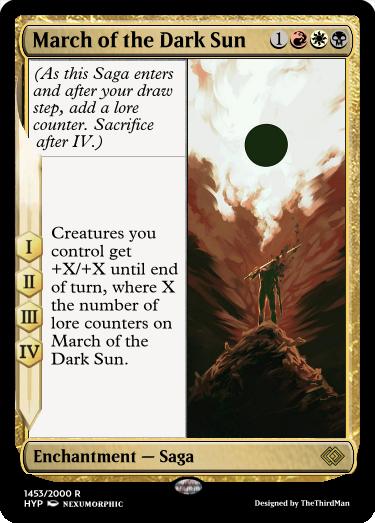 March of the Dark Sun 1
(As this Saga enters
and after your draw
step, add a lore
counter. Sacrifice
after IV.)
I
II
III
IV
Creatures you
control get
+X/+X until end
of turn, where X
the number of
lore counters on
March of the
Dark Sun.
Enchantment — Saga
1453/2000 R
HYP NEXUMORPHIC
Designed by TheThirdMan